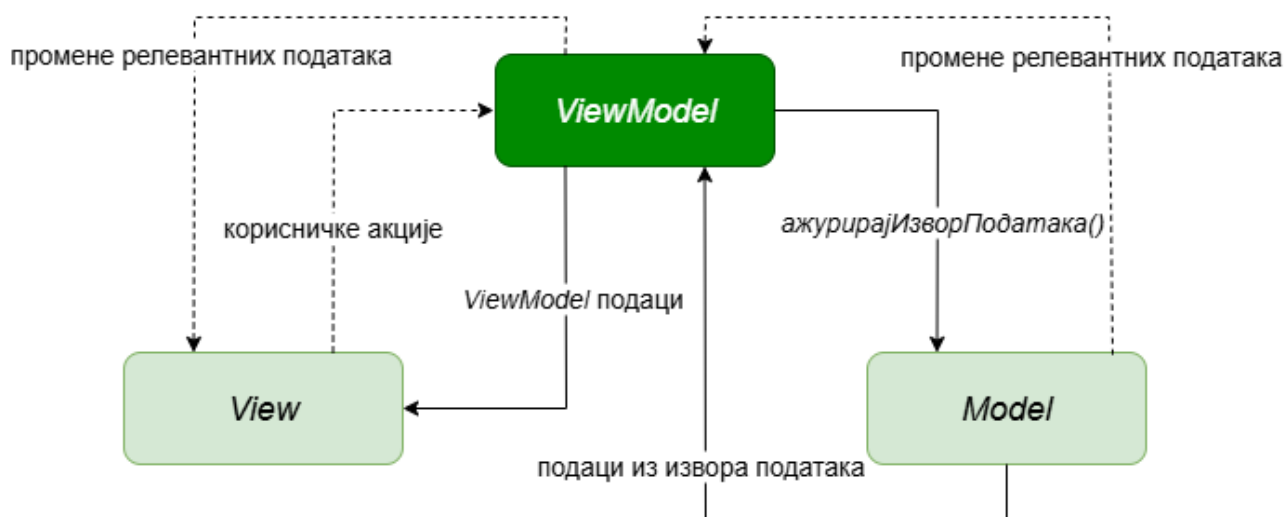 промене релевантних података
промене релевантних података
ViewModel
корисничке акције
ажурирајИзворПодатака()
ViewModel подаци
View
Model
подаци из извора података